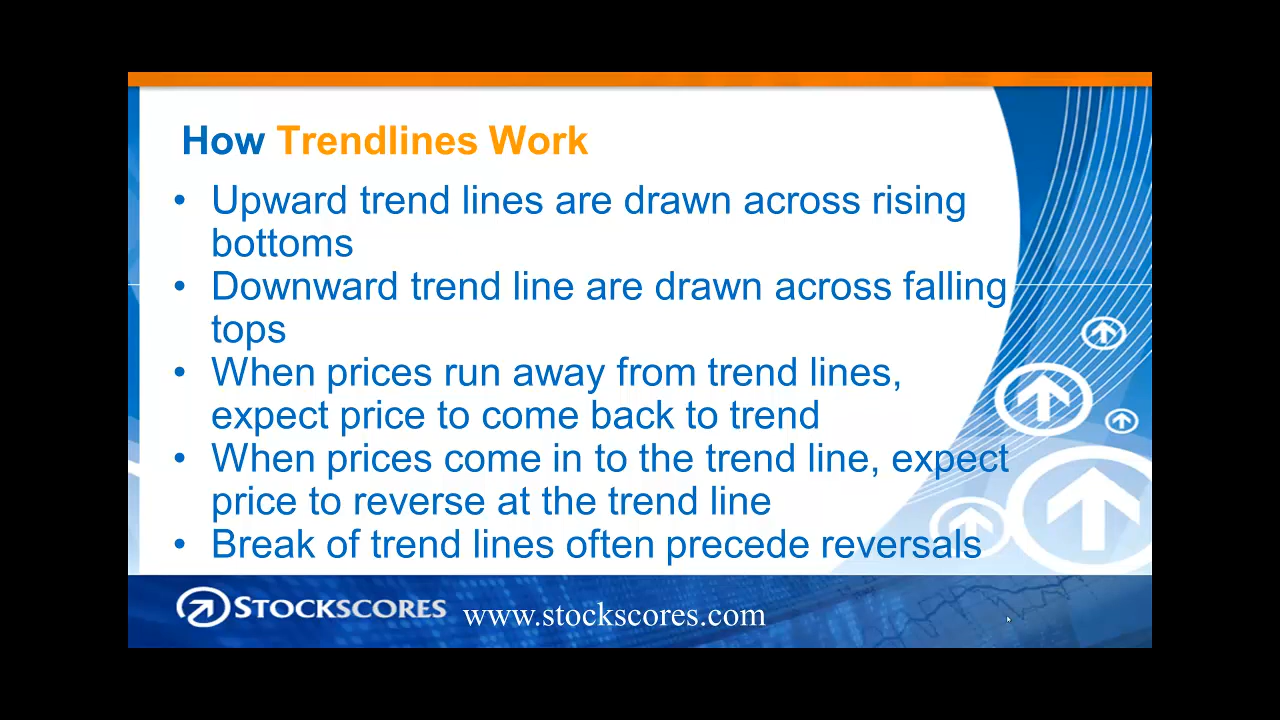 How Trendlines Work
• Upward trend lines are drawn across rising
bottoms
• Downward trend line are drawn across falling
tops
• When prices run away from trend lines,
expect price to come back to trend
• When prices come in to the trend line, expect
price to reverse at the trend line
• Break of trend lines often precede reversals
STOCKSCORES www.stockscores.com